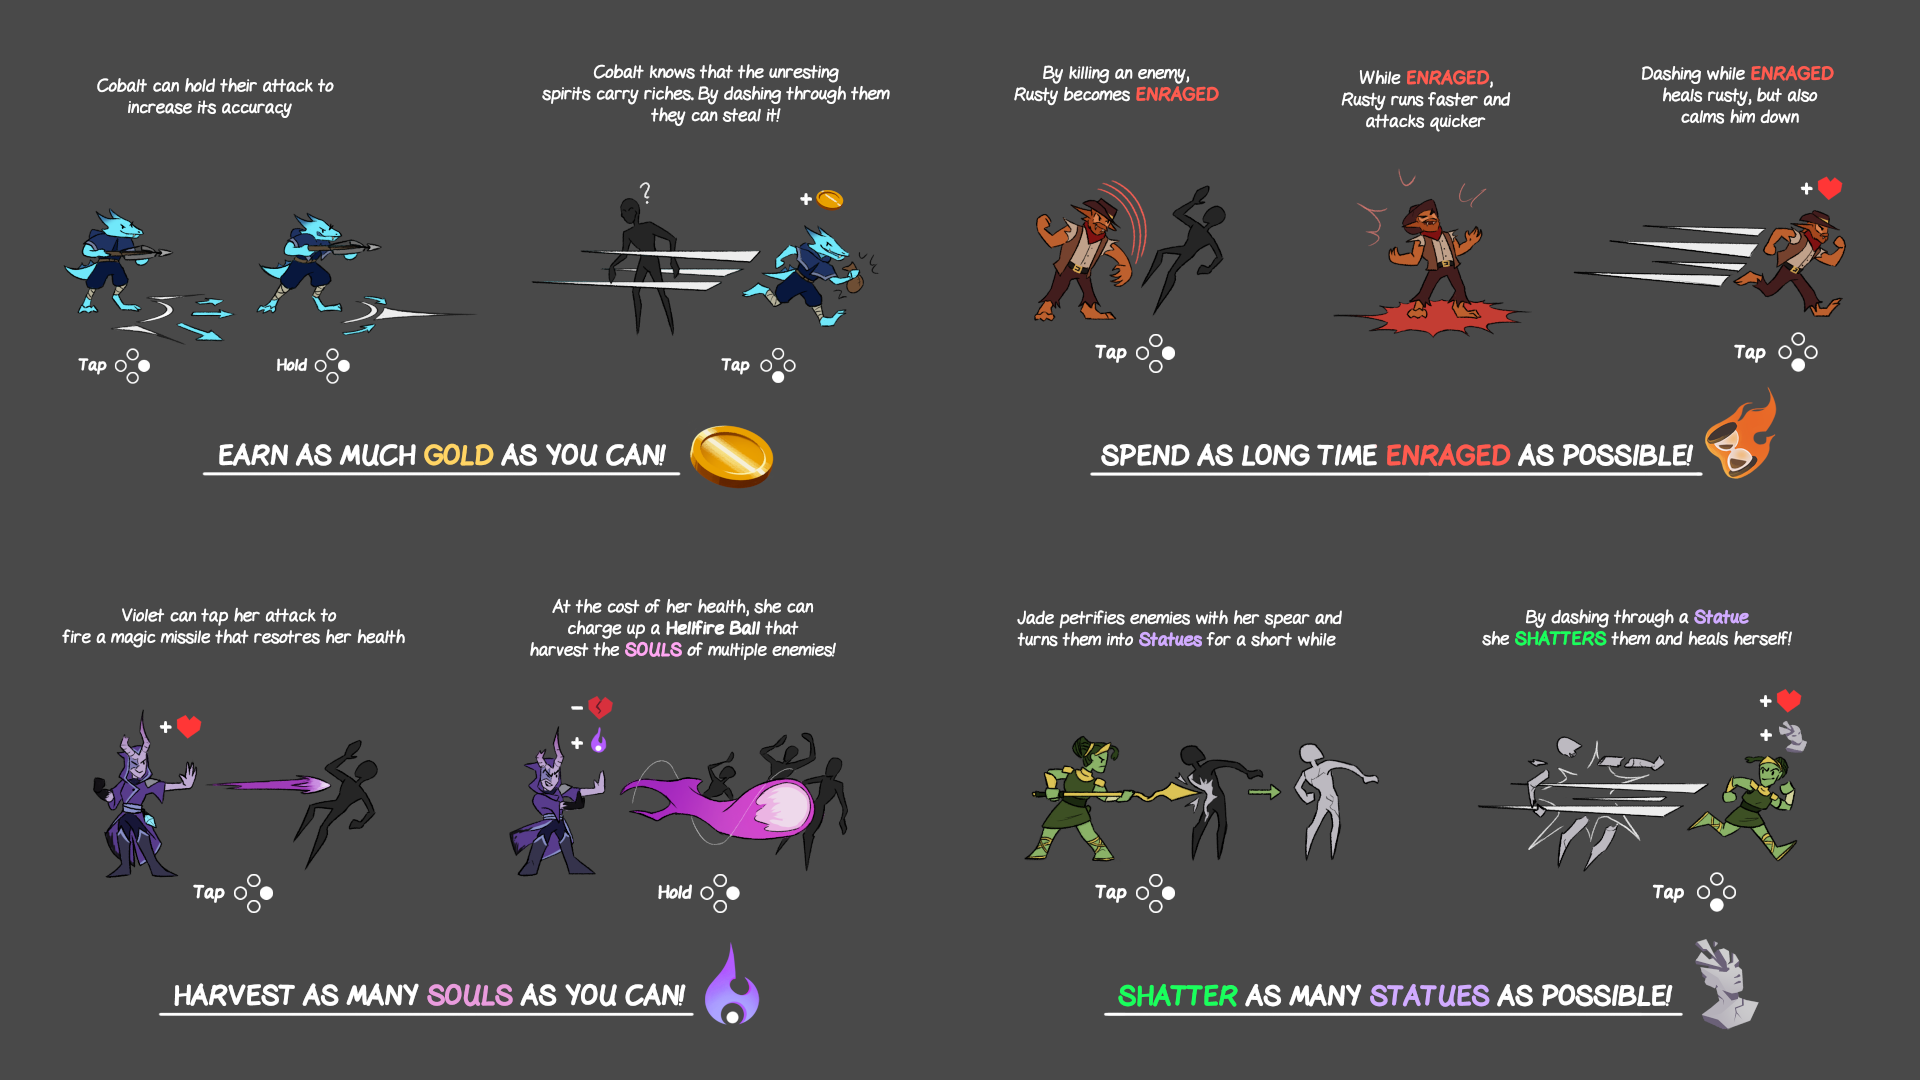 Cobalt can hold their attack to
increase its accuracy
Tap
Hold
Cobalt knows that the unresting
spirits carry riches. By dashing through them
they can steal it!
?
+
Tap
EARN AS MUCH GOLD AS YOU CAN!
By killing an enemy,
Rusty becomes ENRAGED
Tap
While ENRAGED,
Rusty runs faster and
attacks quicker
Dashing while ENRAGED
heals rusty, but also
calms him down
+
Tap
SPEND AS LONG TIME ENRAGED AS POSSIBLE!
Violet can tap her attack to
fire a magic missile that resotres her health
+
Tap
At the cost of her health, she can
charge up a Hellfire Ball that
harvest the SOULS of multiple enemies!
-
+
Hold
HARVEST AS MANY SOULS AS YOU CAN!
Jade petrifies enemies with her spear and
turns them into Statues for a short while
Tap
By dashing through a Statue
she SHATTERS them and heals herself!
+
+
Tap
SHATTER AS MANY STATUES AS POSSIBLE!